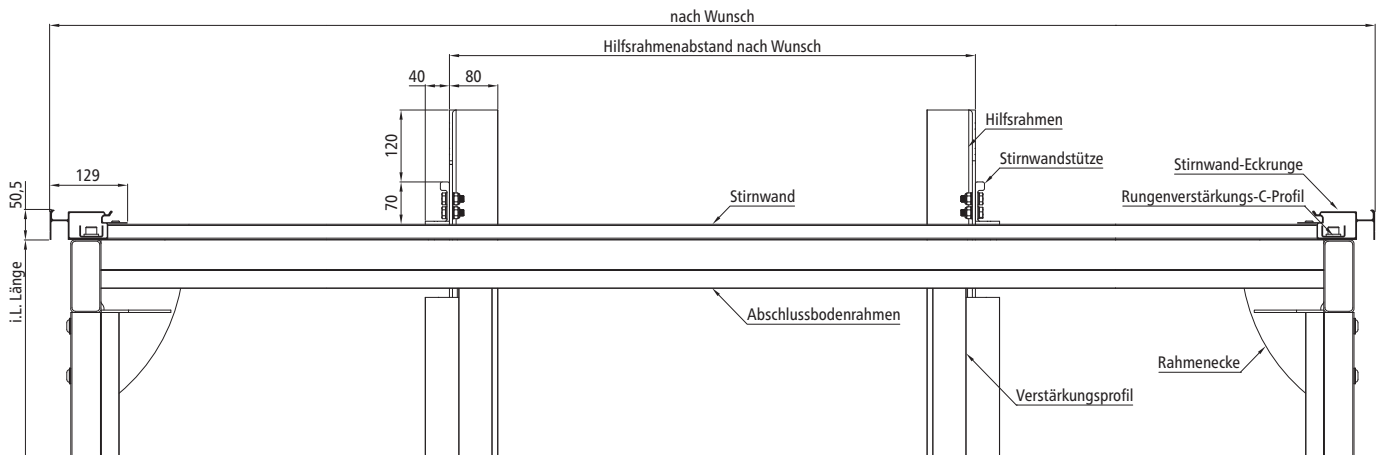 nach Wunsch
Hilfsrahmenabstand nach Wunsch
40
80
120
70
129
50,5
i.L. Länge
Hilfsrahmen
Stirnwandstütze
Stirnwand-Eckrunge
Rungenverstärkungs-C-Profil
Stirnwand
Abschlussbodenrahmen
Rahmenecke
Verstärkungsprofil